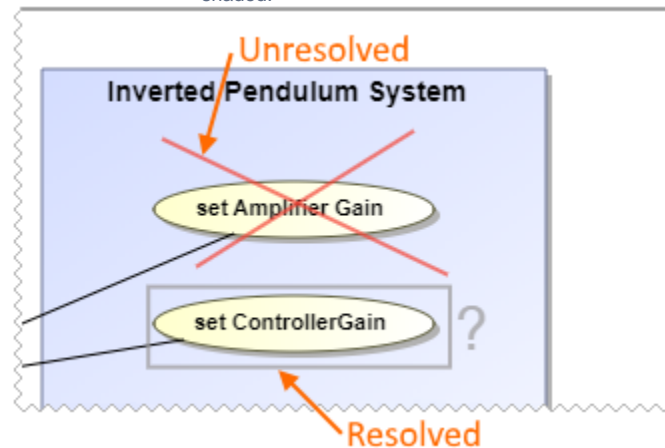 Unresolved
Inverted Pendulum System
set Amplifier Gain
set ControllerGain
?
Resolved